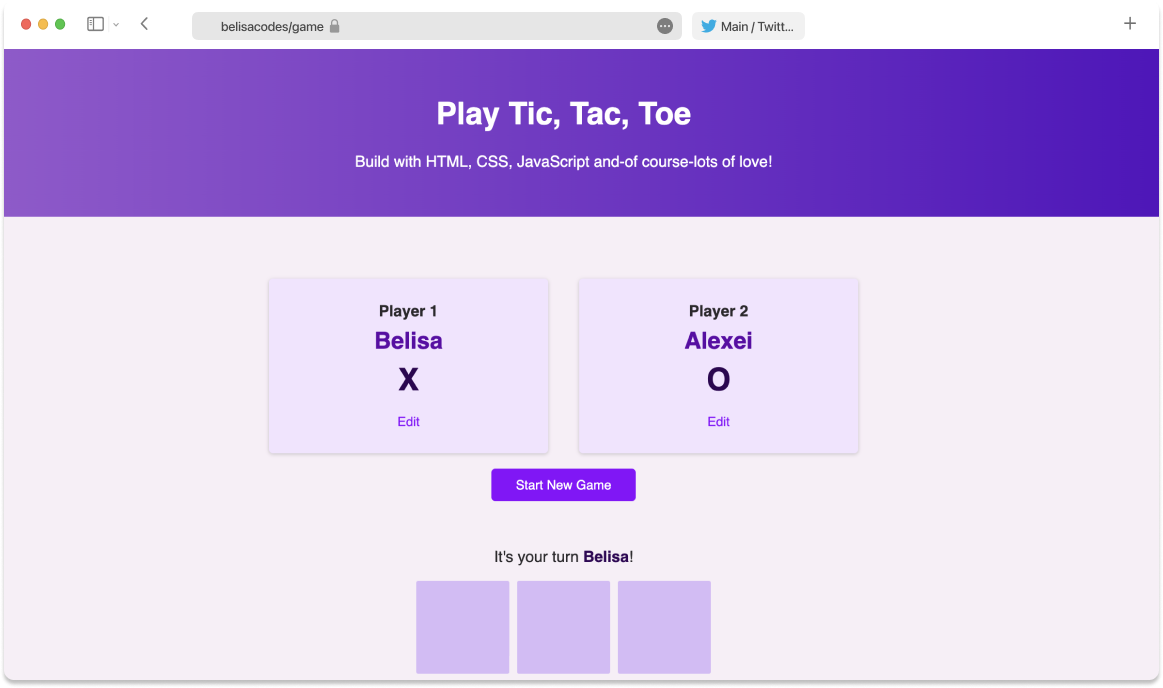 belisacodes/game
Main / Twitt...
Play Tic, Tac, Toe
Build with HTML, CSS, JavaScript and-of course-lots of love!
Player 1
Belisa
X
Edit
Player 2
Alexei
O
Edit
Start New Game
It's your turn Belisa!